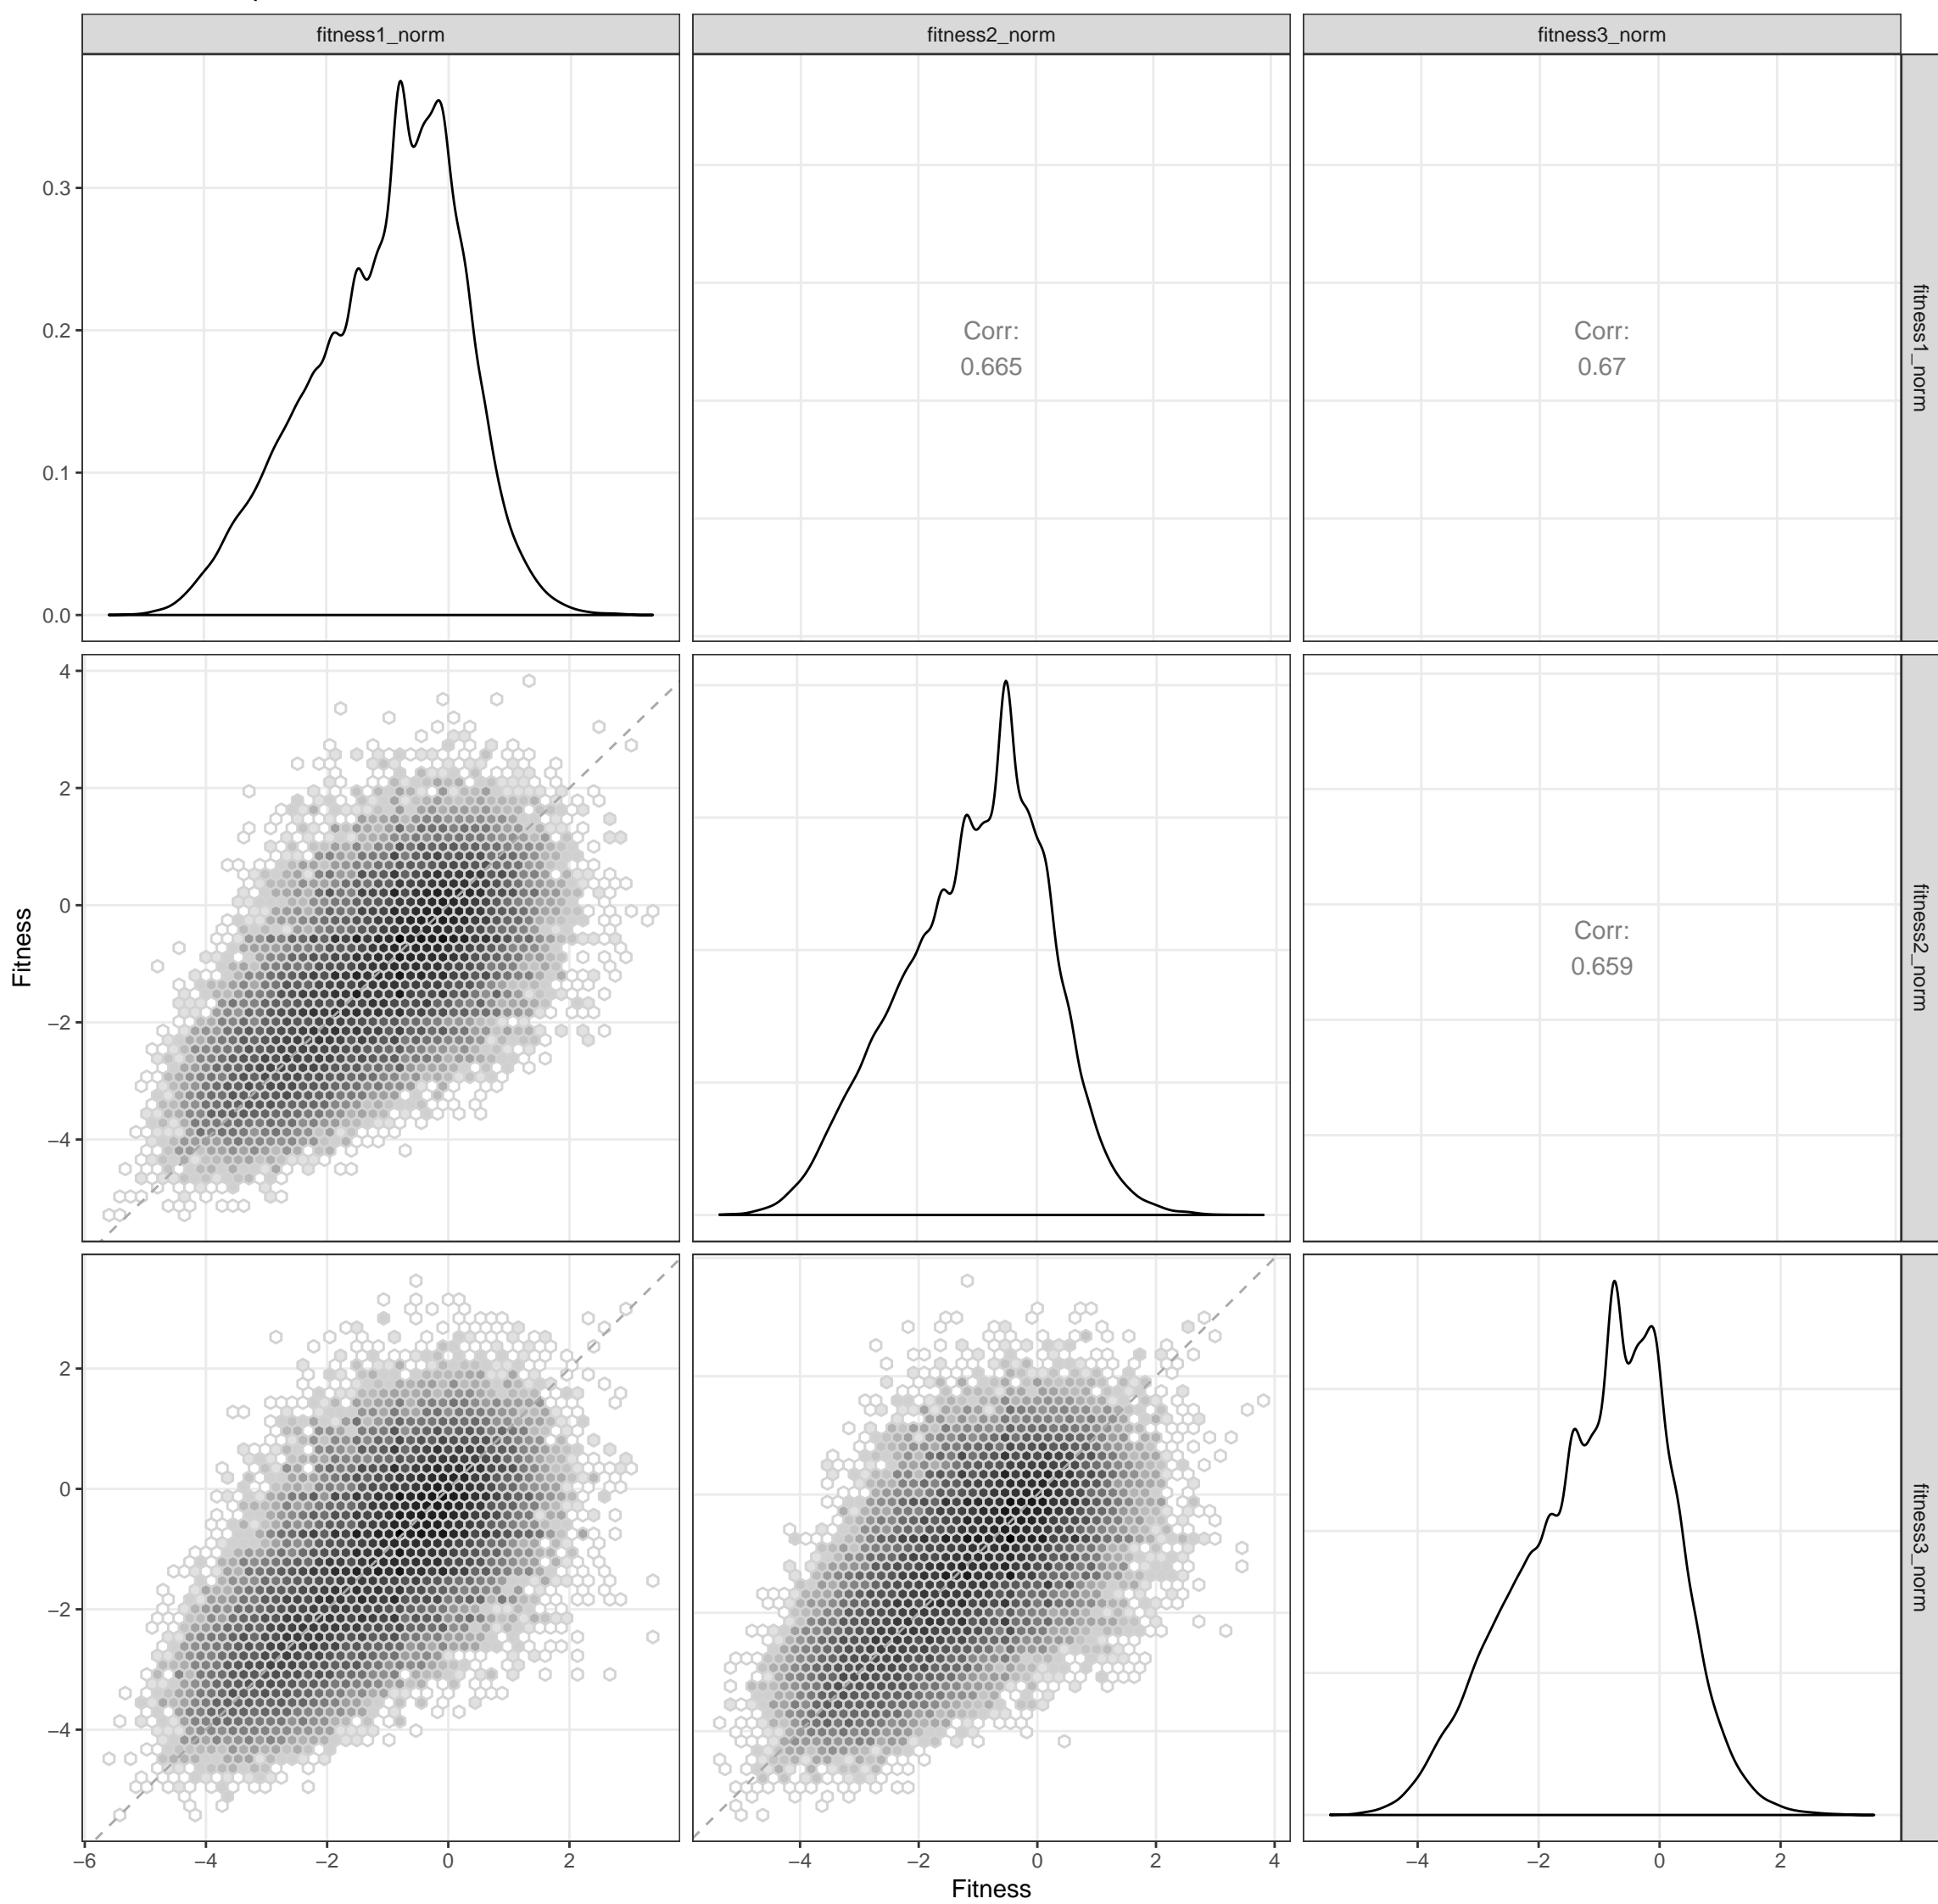 fitness1_norm fitness2_norm fitness3_norm
0.3
0.2
0.1
0.0
Corr:
0.665
Corr:
0.67
fitness1_norm
4
2
0
−2
−4
Corr:
0.659
fitness2_norm
Fitness
2
0
−2
−4
fitness3_norm
−6 −4 −2 0 2 −4 −2 0 2 4 −4 −2 0 2
Fitness